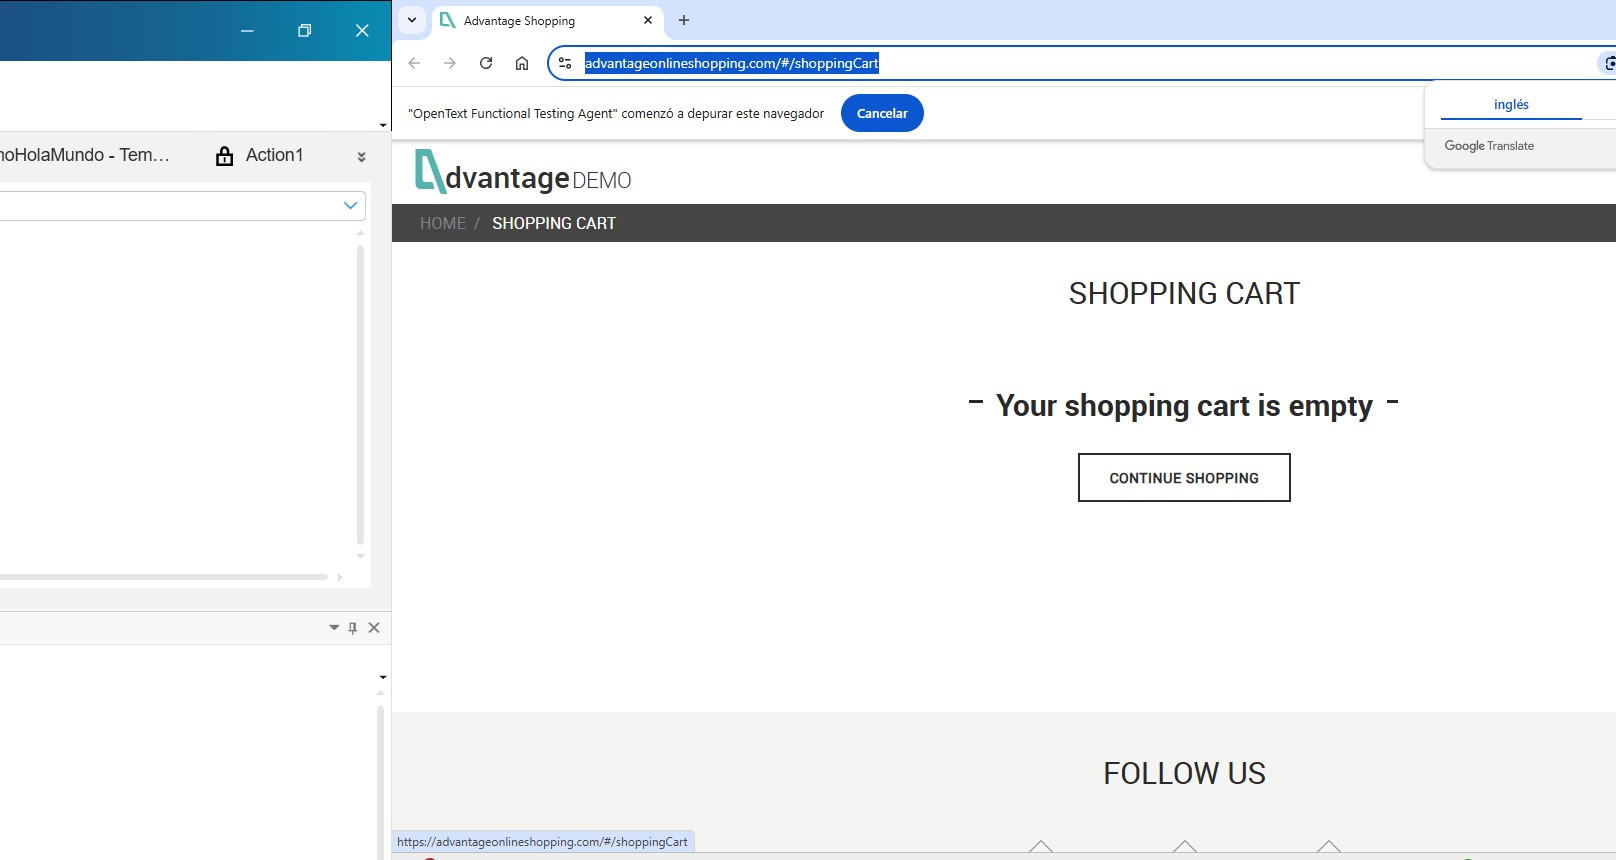 Advantage Shopping
advantageonlineshopping.com/#/shoppingCart
"OpenText Functional Testing Agent" comenzó a depurar este navegador
Cancelar
inglés
Google Translate
noHolaMundo - Tem...
Action1
dvantage DEMO
HOME / SHOPPING CART
SHOPPING CART
- Your shopping cart is empty -
CONTINUE SHOPPING
FOLLOW US
https://advantageonlineshopping.com/#/shoppingCart